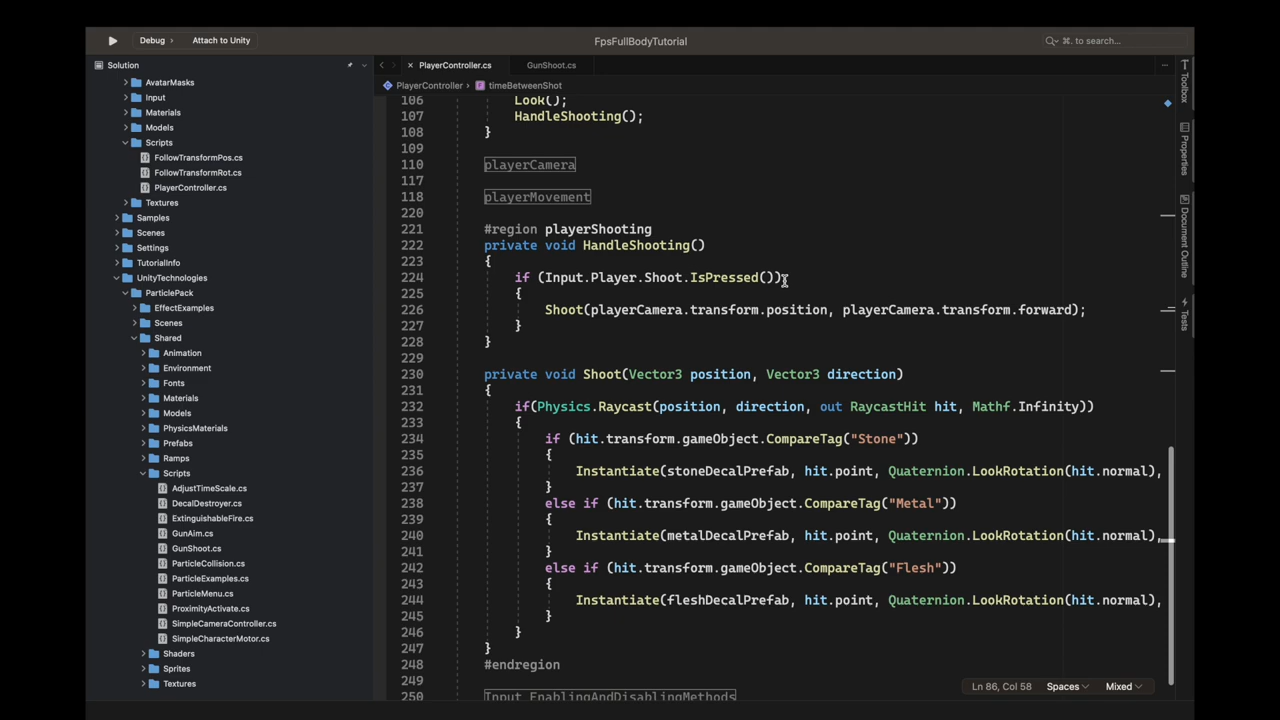 Debug
Attach to Unity
FpsFullBodyTutorial
⌘. to search...
Solution
AvatarMasks
Input
Materials
Models
Scripts
FollowTransformPos.cs
FollowTransformRot.cs
PlayerController.cs
Textures
Samples
Scenes
Settings
TutorialInfo
UnityTechnologies
ParticlePack
EffectExamples
Scenes
Shared
Animation
Environment
Fonts
Materials
Models
PhysicsMaterials
Prefabs
Ramps
Scripts
AdjustTimeScale.cs
DecalDestroyer.cs
ExtinguishableFire.cs
GunAim.cs
GunShoot.cs
ParticleCollision.cs
ParticleExamples.cs
ParticleMenu.cs
ProximityActivate.cs
SimpleCameraController.cs
SimpleCharacterMotor.cs
Shaders
Sprites
Textures
PlayerController.cs
GunShoot.cs
PlayerController > timeBetweenShot
106 Look();
107 HandleShooting();
108 }
109
110 playerCamera
117
118 playerMovement
220
221 #region playerShooting
222 private void HandleShooting()
223 {
224 if (Input.Player.Shoot.IsPressed())
225 {
226 Shoot(playerCamera.transform.position, playerCamera.transform.forward);
227 }
228 }
229
230 private void Shoot(Vector3 position, Vector3 direction)
231 {
232 if(Physics.Raycast(position, direction, out RaycastHit hit, Mathf.Infinity))
233 {
234 if (hit.transform.gameObject.CompareTag("Stone"))
235 {
236 Instantiate(stoneDecalPrefab, hit.point, Quaternion.LookRotation(hit.normal),
237 }
238 else if (hit.transform.gameObject.CompareTag("Metal"))
239 {
240 Instantiate(metalDecalPrefab, hit.point, Quaternion.LookRotation(hit.normal),
241 }
242 else if (hit.transform.gameObject.CompareTag("Flesh"))
243 {
244 Instantiate(fleshDecalPrefab, hit.point, Quaternion.LookRotation(hit.normal),
245 }
246 }
247 }
248 #endregion
249
250 Input EnablingAndDisablingMethods
Ln 86, Col 58
Spaces
Mixed
Toolbox
Properties
Document Outline
Tests